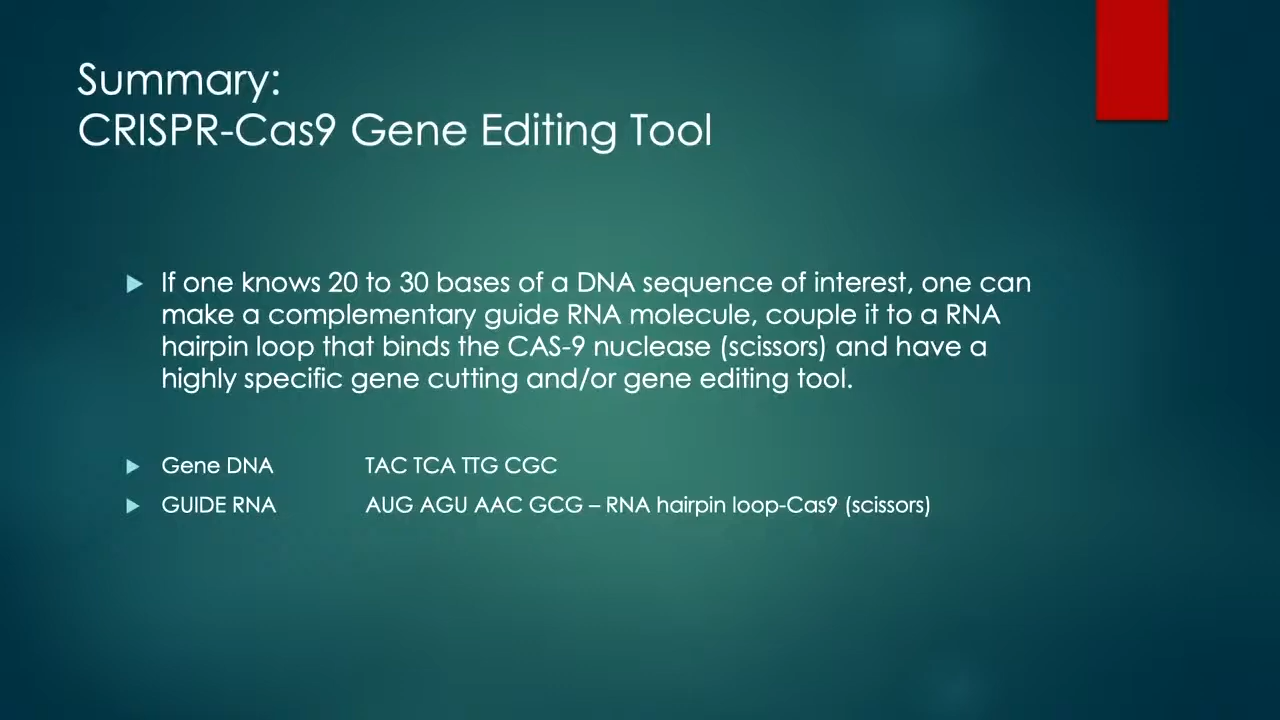 Summary:
CRISPR-Cas9 Gene Editing Tool
If one knows 20 to 30 bases of a DNA sequence of interest, one can
make a complementary guide RNA molecule, couple it to a RNA
hairpin loop that binds the CAS-9 nuclease (scissors) and have a
highly specific gene cutting and/or gene editing tool.
Gene DNA TAC TCA TTG CGC
GUIDE RNA AUG AGU AAC GCG – RNA hairpin loop-Cas9 (scissors)